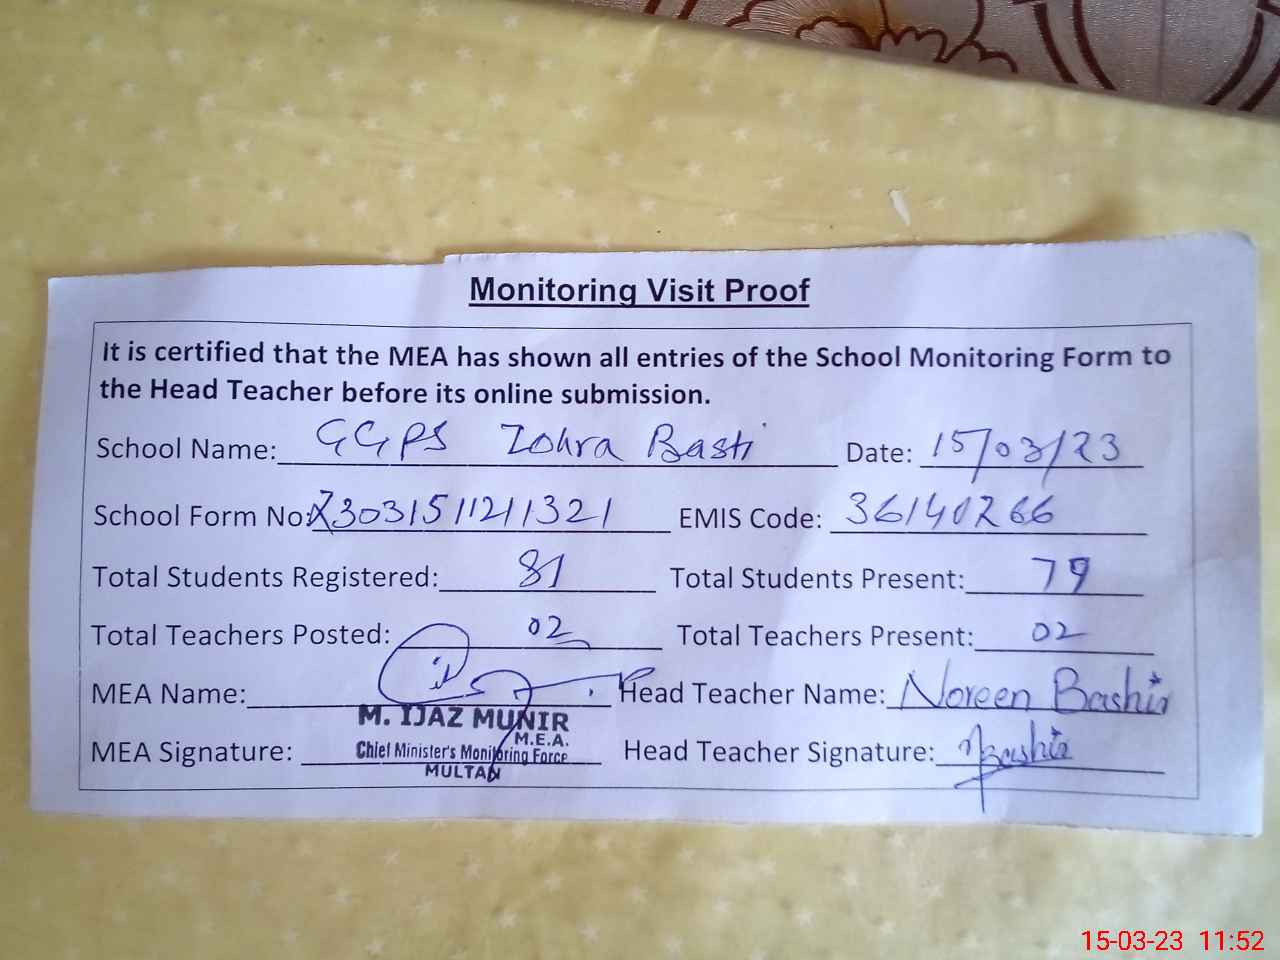 Monitoring Visit Proof
It is certified that the MEA has shown all entries of the School Monitoring Form to
the Head Teacher before its online submission.
School Name: GGPS Zohra Basti Date: 15/03/23
School Form No: 2303151121321 EMIS Code: 36140266
Total Students Registered: 81 Total Students Present: 79
Total Teachers Posted: 02 Total Teachers Present: 02
MEA Name: Head Teacher Name: Noreen Bashir
M. IJAZ MUNIR
M.E.A.
MEA Signature: Chief Minister's Monitoring Force Head Teacher Signature: NBashir
MULTAN
15-03-23 11:52